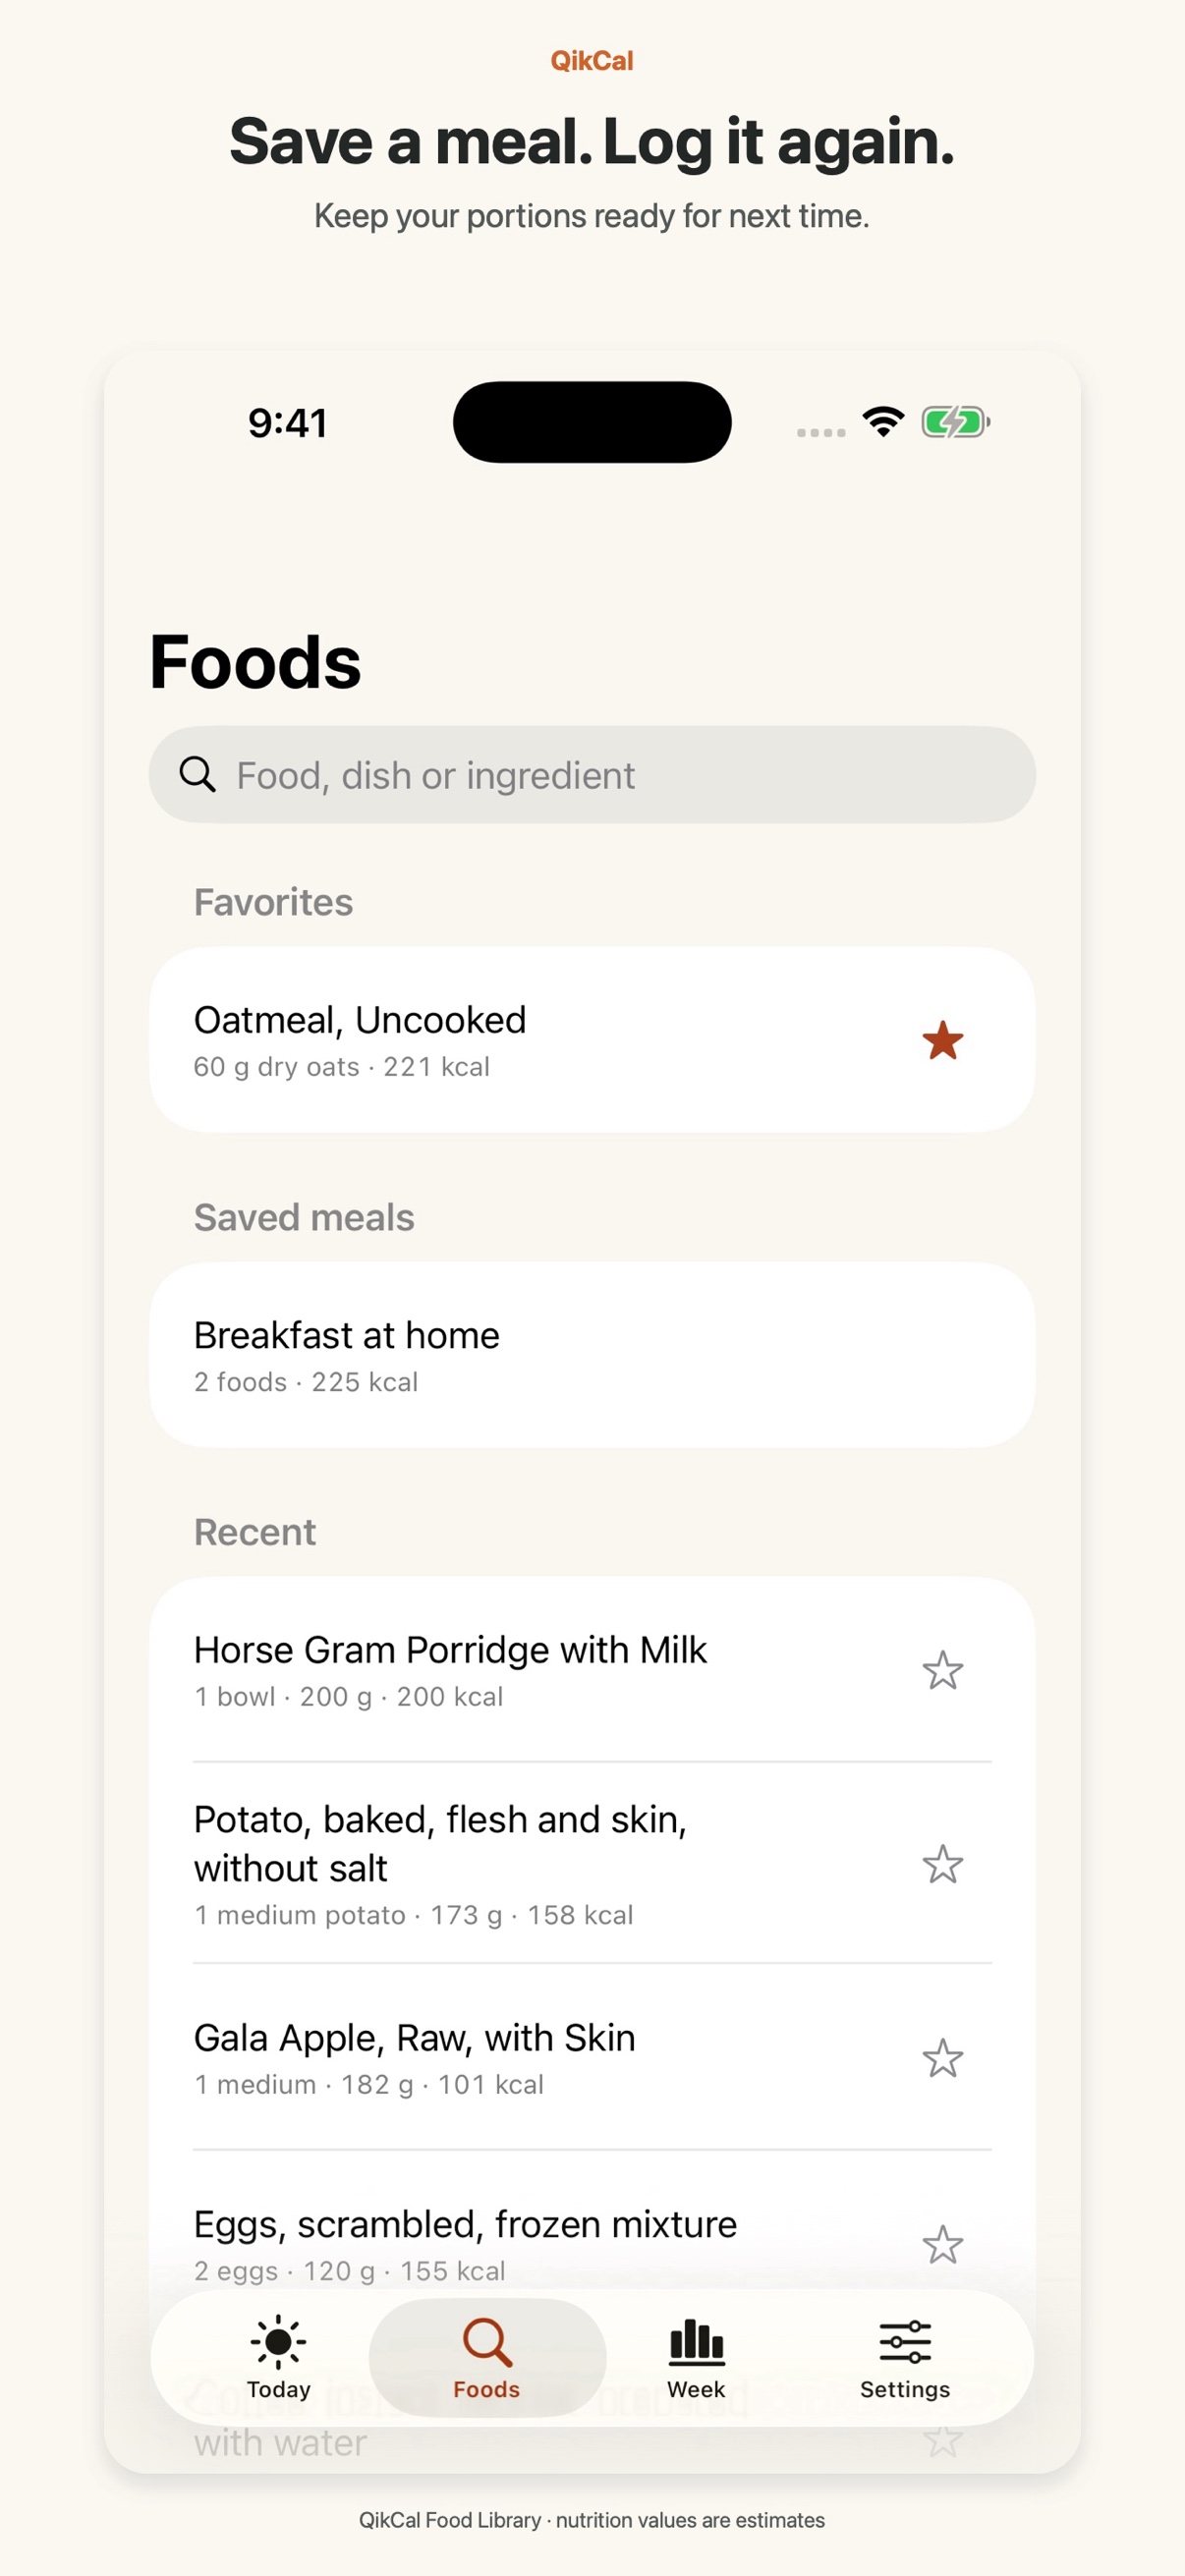 QikCal
Save a meal. Log it again.
Keep your portions ready for next time.
9:41
Foods
Food, dish or ingredient
Favorites
Oatmeal, Uncooked
60 g dry oats · 221 kcal
Saved meals
Breakfast at home
2 foods · 225 kcal
Recent
Horse Gram Porridge with Milk
1 bowl · 200 g · 200 kcal
Potato, baked, flesh and skin,
without salt
1 medium potato · 173 g · 158 kcal
Gala Apple, Raw, with Skin
1 medium · 182 g · 101 kcal
Eggs, scrambled, frozen mixture
2 eggs · 120 g · 155 kcal
Today Foods Week Settings
with water
QikCal Food Library · nutrition values are estimates